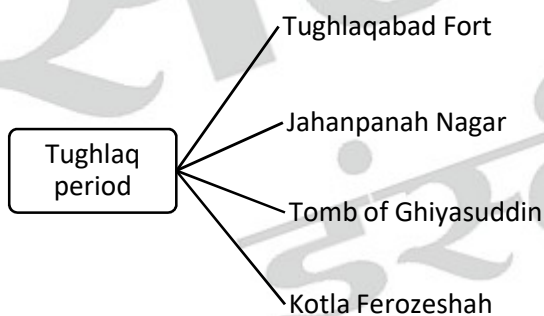 Tughlaqabad Fort
Jahanpanah Nagar
Tughlaq
period
Tomb of Ghiyasuddin
Kotla Ferozeshah